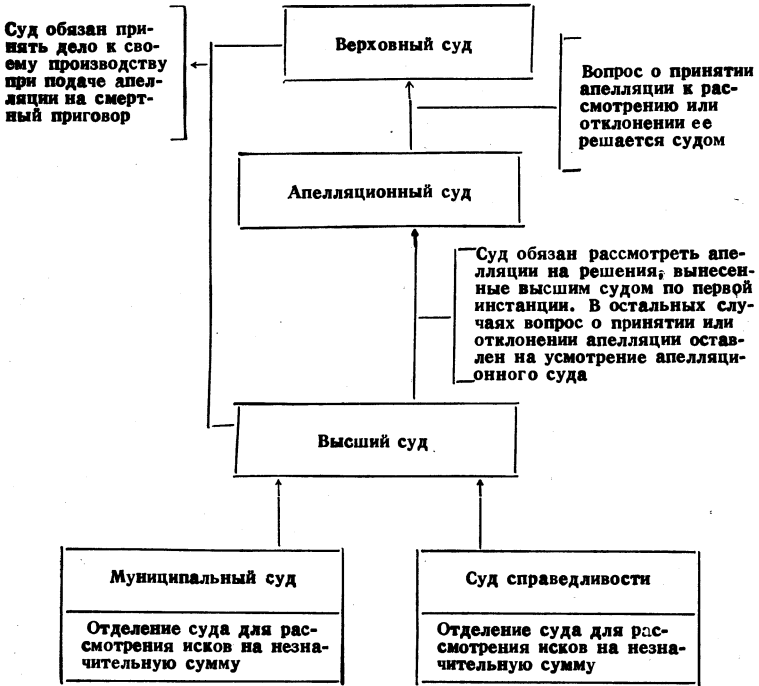 Суд обязан при-
нять дело к сво-
ему производству
при подаче апел-
ляции на смерт-
ный приговор
Верховный суд
Вопрос о принятии
апелляции к рас-
смотрению или
отклонении ее
решается судом
Апелляционный суд
Суд обязан рассмотреть апе-
лляции на решения, вынесен-
ные высшим судом по первой
инстанции. В остальных слу-
чаях вопрос о принятии или
отклонении апелляции остав-
лен на усмотрение апелляци-
онного суда
Высший суд
Муниципальный суд
Отделение суда для рас-
смотрения исков на незна-
чительную сумму
Суд справедливости
Отделение суда для рас-
смотрения исков на незна-
чительную сумму